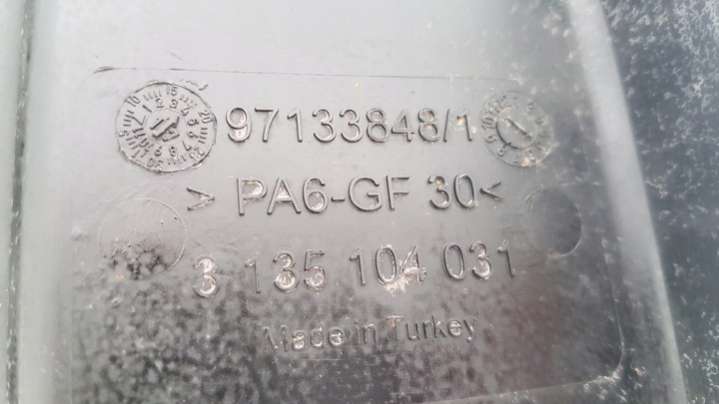 97133848/1
> PA6-GF 30<
3 135 104 031
Made in Turkey